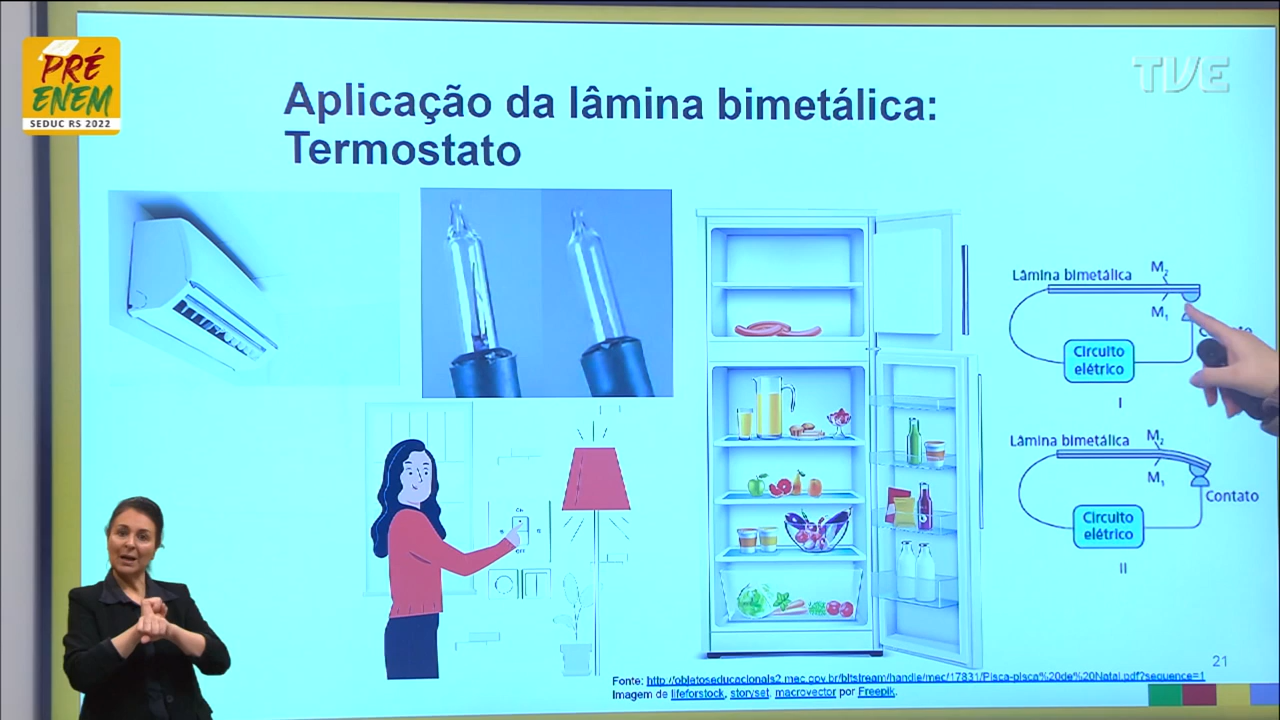 PRÉ
ENEM
SEDUC RS 2022
TVE
Aplicação da lâmina bimetálica:
Termostato
Lâmina bimetálica
M2
M1
Circuito
elétrico
I
Lâmina bimetálica
M2
M1
Contato
Circuito
elétrico
II
21
Fonte: http://objetoseducacionais2.mec.gov.br/bitstream/handle/mec/17831/Pisca-pisca%20de%20Natal.pdf?sequence=1
Imagem de lifeforstock, storyset, macrovector por Freepik.